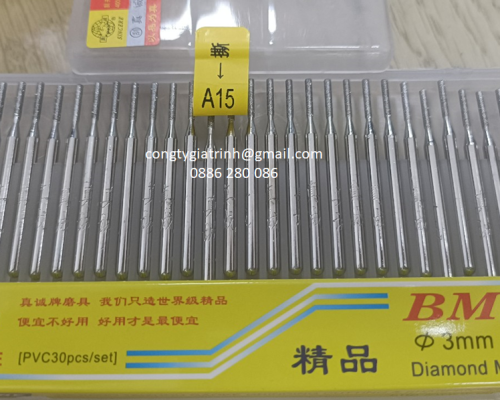 新
→
A15
congtygiatrinh@gmail.com
0886 280 086
真诚牌磨具 我们只造世界级精品
便宜不好用 好用才是最便宜
[PVC30pcs/set]
精品
BM
Φ 3mm
Diamond M